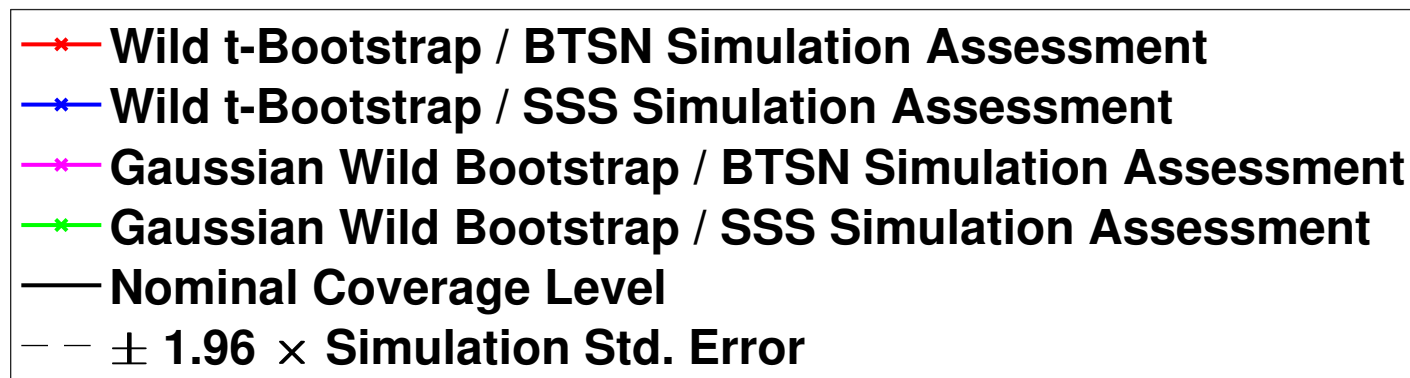 Wild t-Bootstrap / BTSN Simulation Assessment
Wild t-Bootstrap / SSS Simulation Assessment
Gaussian Wild Bootstrap / BTSN Simulation Assessment
Gaussian Wild Bootstrap / SSS Simulation Assessment
Nominal Coverage Level
± 1.96 × Simulation Std. Error